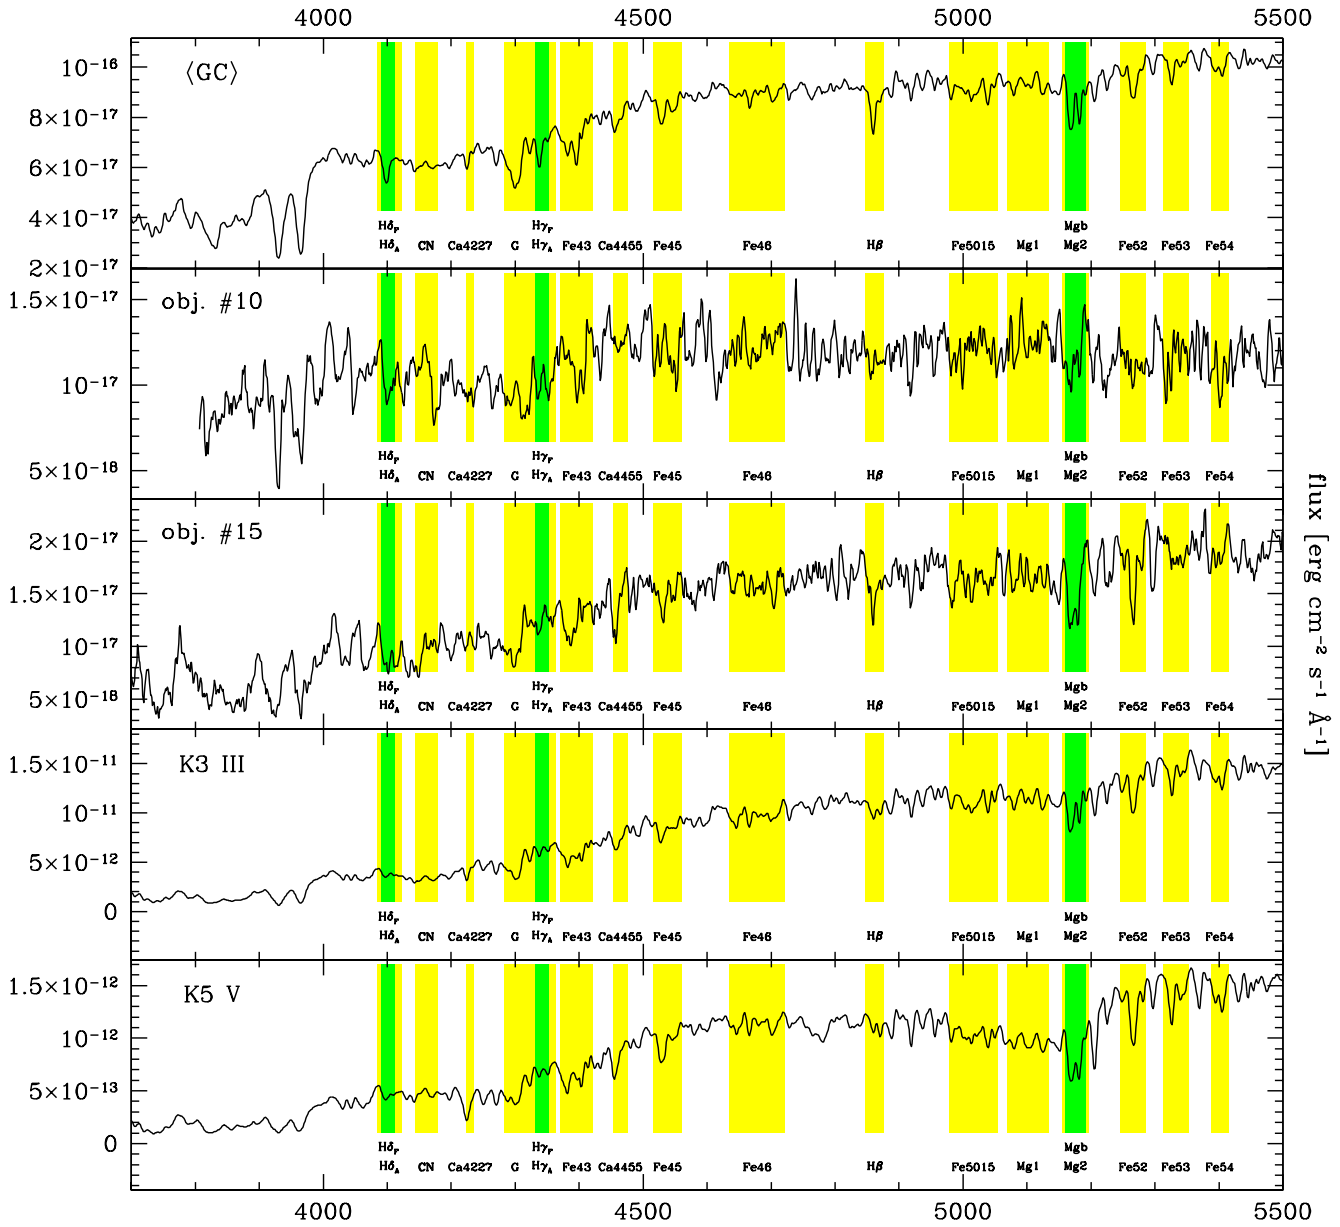 4000 4500 5000 5500
⟨GC⟩
10⁻¹⁶
8×10⁻¹⁷
6×10⁻¹⁷
4×10⁻¹⁷
2×10⁻¹⁷
Hδ_F Hγ_F Mgb
Hδ_A CN Ca4227 G Hγ_A Fe43 Ca4455 Fe45 Fe46 Hβ Fe5015 Mg1 Mg2 Fe52 Fe53 Fe54
obj. #10
1.5×10⁻¹⁷
10⁻¹⁷
5×10⁻¹⁸
Hδ_F Hγ_F Mgb
Hδ_A CN Ca4227 G Hγ_A Fe43 Ca4455 Fe45 Fe46 Hβ Fe5015 Mg1 Mg2 Fe52 Fe53 Fe54
obj. #15
2×10⁻¹⁷
1.5×10⁻¹⁷
10⁻¹⁷
5×10⁻¹⁸
Hδ_F Hγ_F Mgb
Hδ_A CN Ca4227 G Hγ_A Fe43 Ca4455 Fe45 Fe46 Hβ Fe5015 Mg1 Mg2 Fe52 Fe53 Fe54
K3 III
1.5×10⁻¹¹
10⁻¹¹
5×10⁻¹²
0
Hδ_F Hγ_F Mgb
Hδ_A CN Ca4227 G Hγ_A Fe43 Ca4455 Fe45 Fe46 Hβ Fe5015 Mg1 Mg2 Fe52 Fe53 Fe54
K5 V
1.5×10⁻¹²
10⁻¹²
5×10⁻¹³
0
Hδ_F Hγ_F Mgb
Hδ_A CN Ca4227 G Hγ_A Fe43 Ca4455 Fe45 Fe46 Hβ Fe5015 Mg1 Mg2 Fe52 Fe53 Fe54
4000 4500 5000 5500
flux [erg cm⁻² s⁻¹ Å⁻¹]